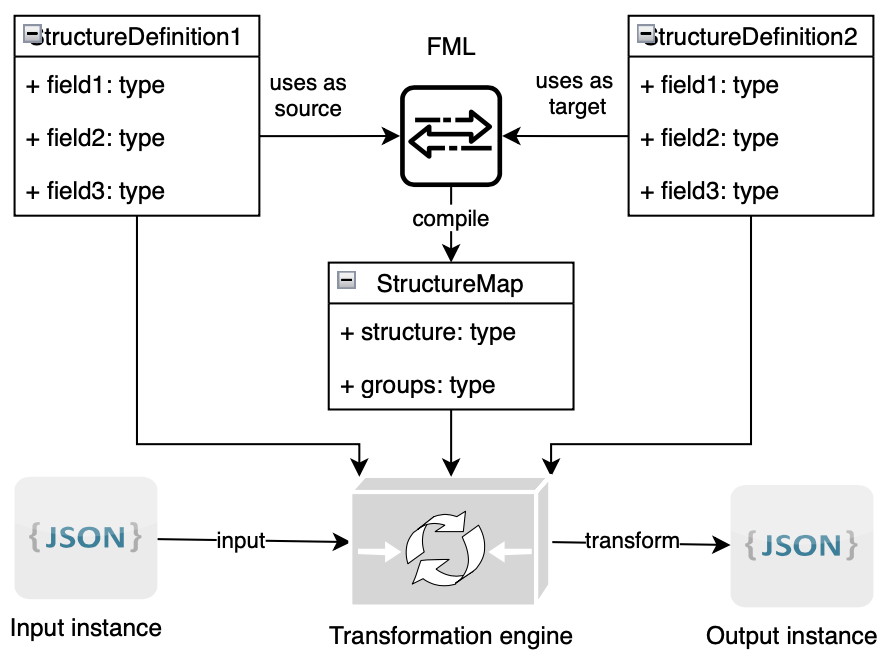 StructureDefinition1
+ field1: type
+ field2: type
+ field3: type
uses as
source
FML
uses as
target
StructureDefinition2
+ field1: type
+ field2: type
+ field3: type
compile
StructureMap
+ structure: type
+ groups: type
{JSON}
input
transform
{JSON}
Input instance
Transformation engine
Output instance